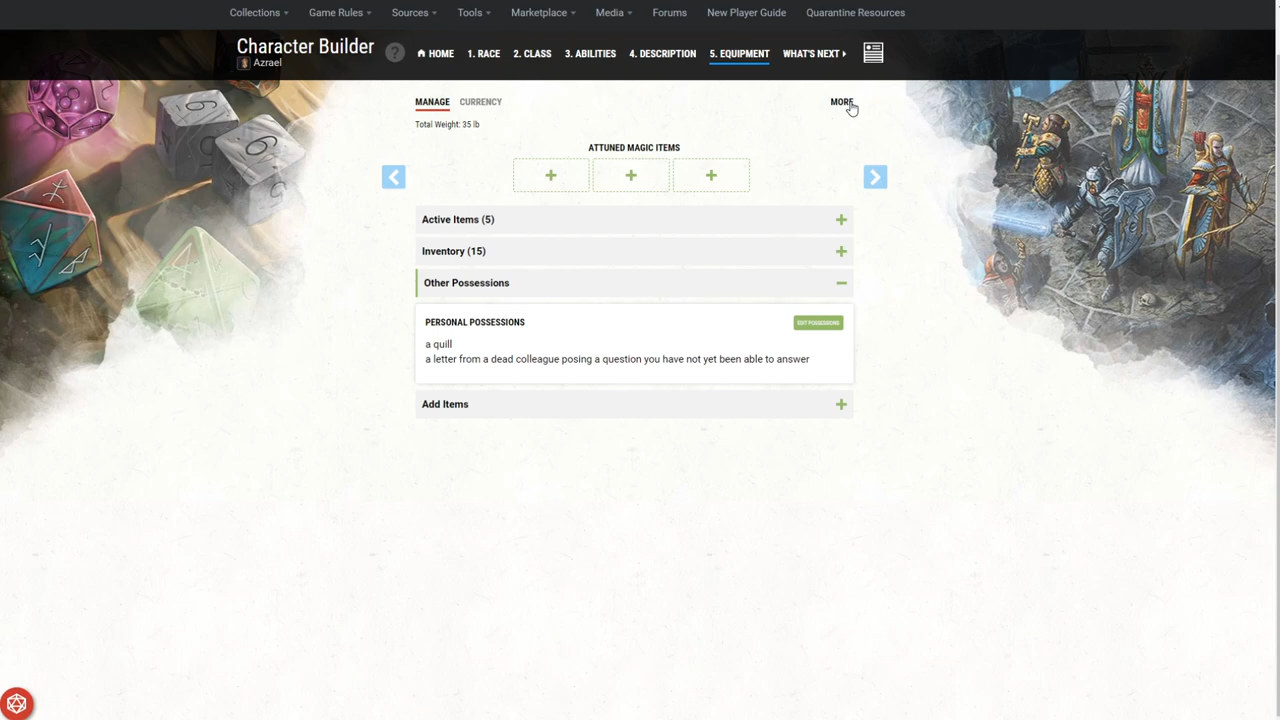 Collections Game Rules Sources Tools Marketplace Media Forums New Player Guide Quarantine Resources
Character Builder ? HOME 1. RACE 2. CLASS 3. ABILITIES 4. DESCRIPTION 5. EQUIPMENT WHAT'S NEXT
Azrael
MANAGE CURRENCY MORE
Total Weight: 35 lb
ATTUNED MAGIC ITEMS
Active Items (5)
Inventory (15)
Other Possessions
PERSONAL POSSESSIONS EDIT POSSESSIONS
a quill
a letter from a dead colleague posing a question you have not yet been able to answer
Add Items